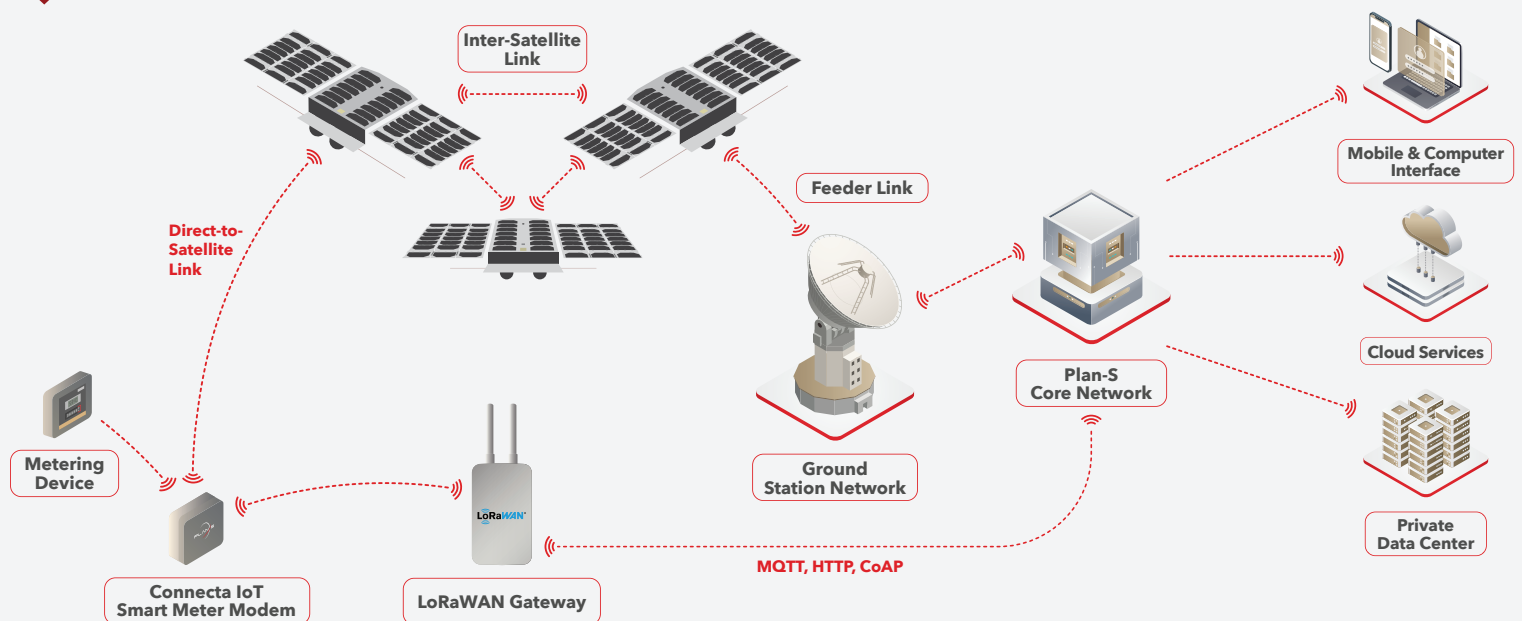 Inter-Satellite
Link
Mobile & Computer
Interface
Feeder Link
Direct-to-
Satellite
Link
Cloud Services
Plan-S
Core Network
Metering
Device
Ground
Station Network
LoRaWAN
Private
Data Center
MQTT, HTTP, CoAP
Connecta IoT
Smart Meter Modem
LoRaWAN Gateway